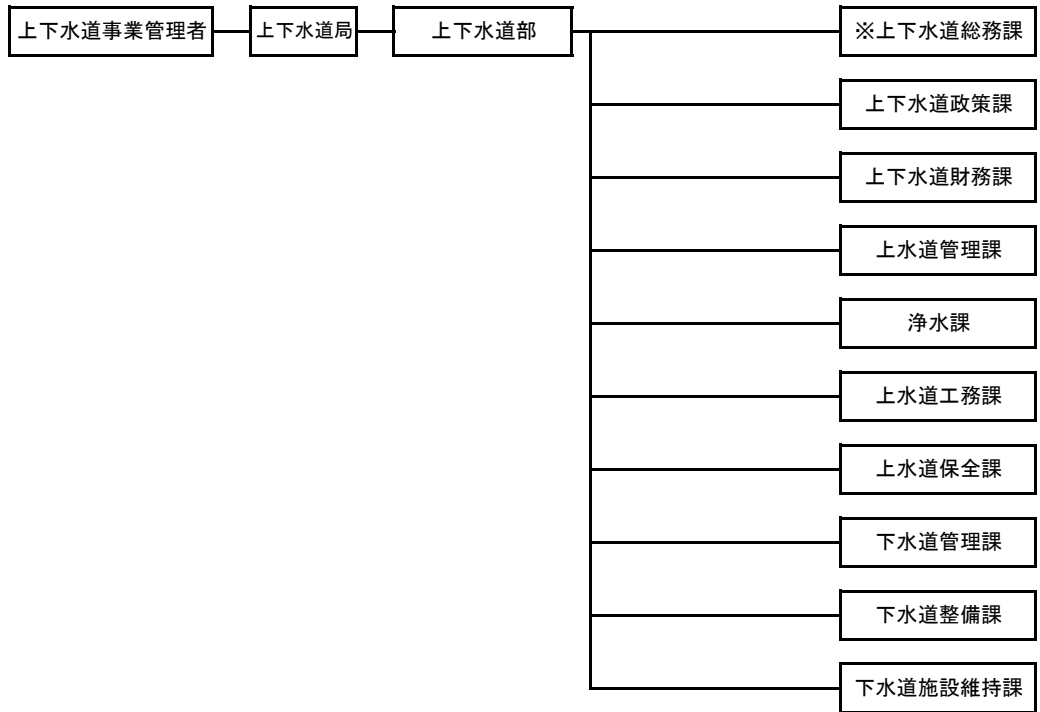 上下水道事業管理者
上下水道局
上下水道部
※上下水道総務課
上下水道政策課
上下水道財務課
上水道管理課
浄水課
上水道工務課
上水道保全課
下水道管理課
下水道整備課
下水道施設維持課